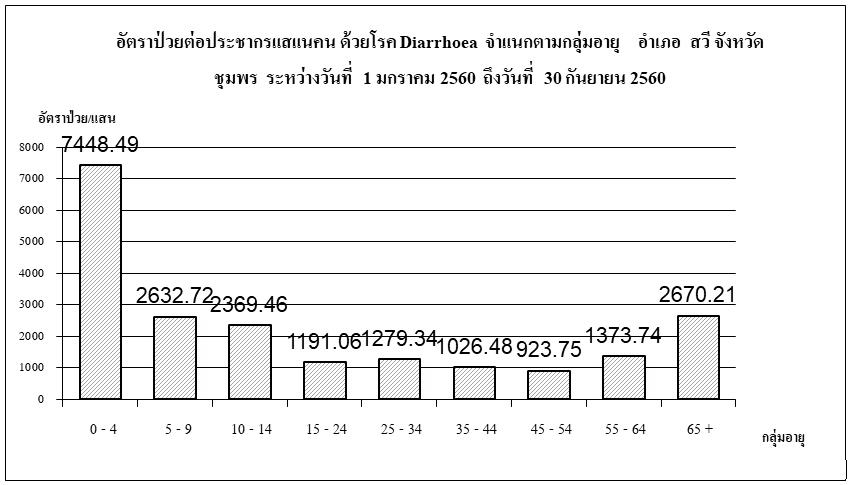 อัตราป่วยต่อประชากรแสแนคน ด้วยโรค Diarrhoea จำแนกตามกลุ่มอายุ อำเภอ สวี จังหวัด
ชุมพร ระหว่างวันที่ 1 มกราคม 2560 ถึงวันที่ 30 กันยายน 2560
อัตราป่วย/แสน
8000
7000
6000
5000
4000
3000
2000
1000
0
7448.49
2632.72
2369.46
1191.06
1279.34
1026.48
923.75
1373.74
2670.21
0 - 4
5 - 9
10 - 14
15 - 24
25 - 34
35 - 44
45 - 54
55 - 64
65 +
กลุ่มอายุ